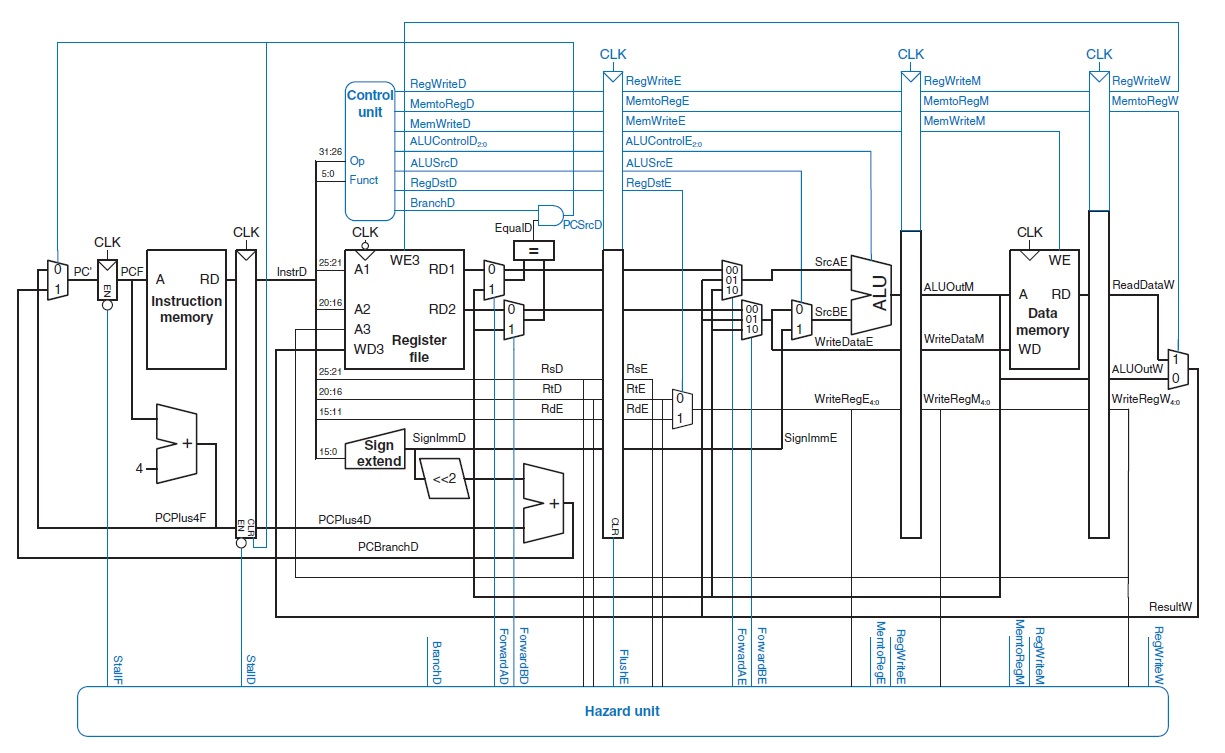 CLK
CLK
CLK
Control
unit
RegWriteD
MemtoRegD
MemWriteD
ALUControlD2:0
ALUSrcD
RegDstD
BranchD
31:26
Op
5:0
Funct
RegWriteE
MemtoRegE
MemWriteE
ALUControlE2:0
ALUSrcE
RegDstE
RegWriteM
MemtoRegM
MemWriteM
RegWriteW
MemtoRegW
EqualD
PCSrcD
=
CLK
CLK
CLK
CLK
0
1
PC'
EN
PCF
A
RD
Instruction
memory
InstrD
25:21
A1
WE3
RD1
20:16
A2
RD2
A3
Register
file
WD3
0
1
0
1
00
01
10
00
01
10
0
1
SrcAE
SrcBE
ALU
WriteDataE
ALUOutM
WriteDataM
WE
A
RD
Data
memory
WD
ReadDataW
ALUOutW
1
0
25:21
RsD
RsE
20:16
RtD
RtE
15:11
RdE
RdE
0
1
WriteRegE4:0
WriteRegM4:0
WriteRegW4:0
15:0
Sign
extend
SignImmD
SignImmE
<<2
+
4
+
PCPlus4F
EN
CLR
PCPlus4D
CLR
PCBranchD
ResultW
StallF
StallD
BranchD
ForwardAD
ForwardBD
FlushE
ForwardAE
ForwardBE
MemtoRegE
RegWriteE
MemtoRegM
RegWriteM
RegWriteW
Hazard unit